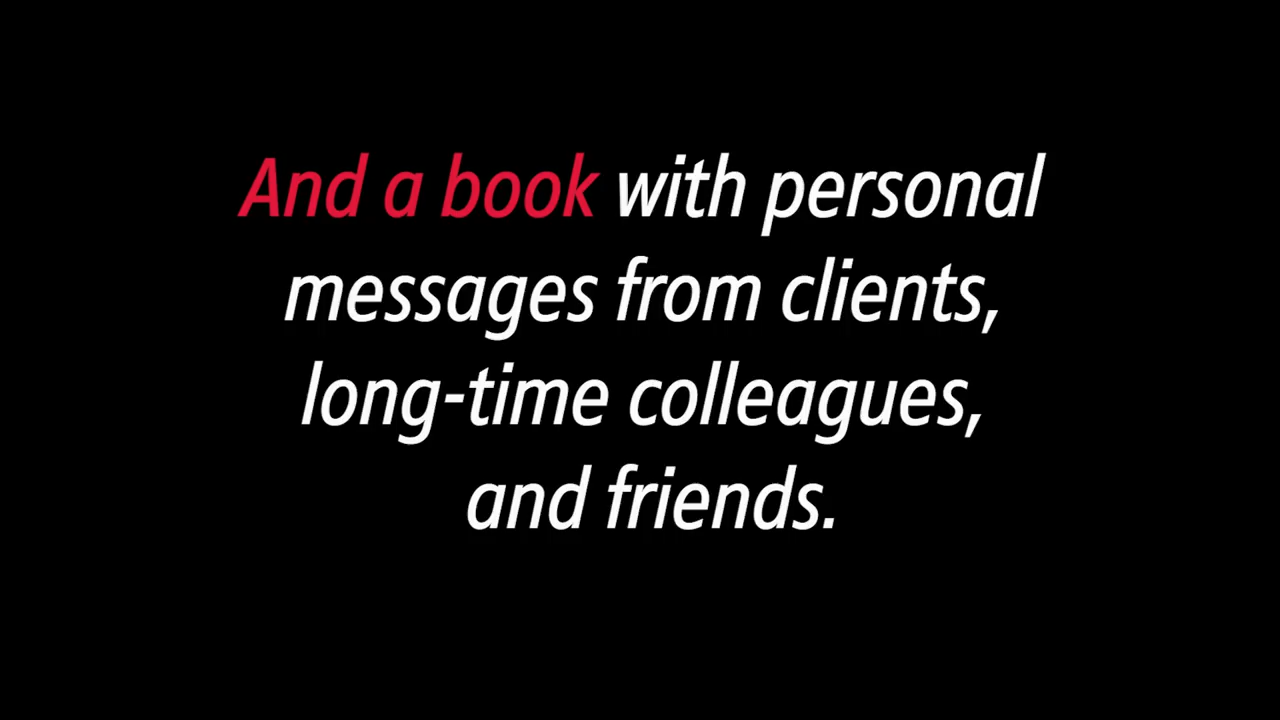 And a book with personal
messages from clients,
long-time colleagues,
and friends.